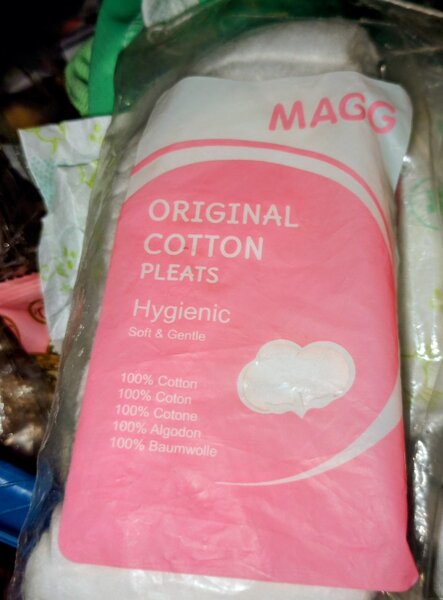 MAGG
ORIGINAL
COTTON
PLEATS
Hygienic
Soft & Gentle
100% Cotton
100% Coton
100% Cotone
100% Algodon
100% Baumwolle